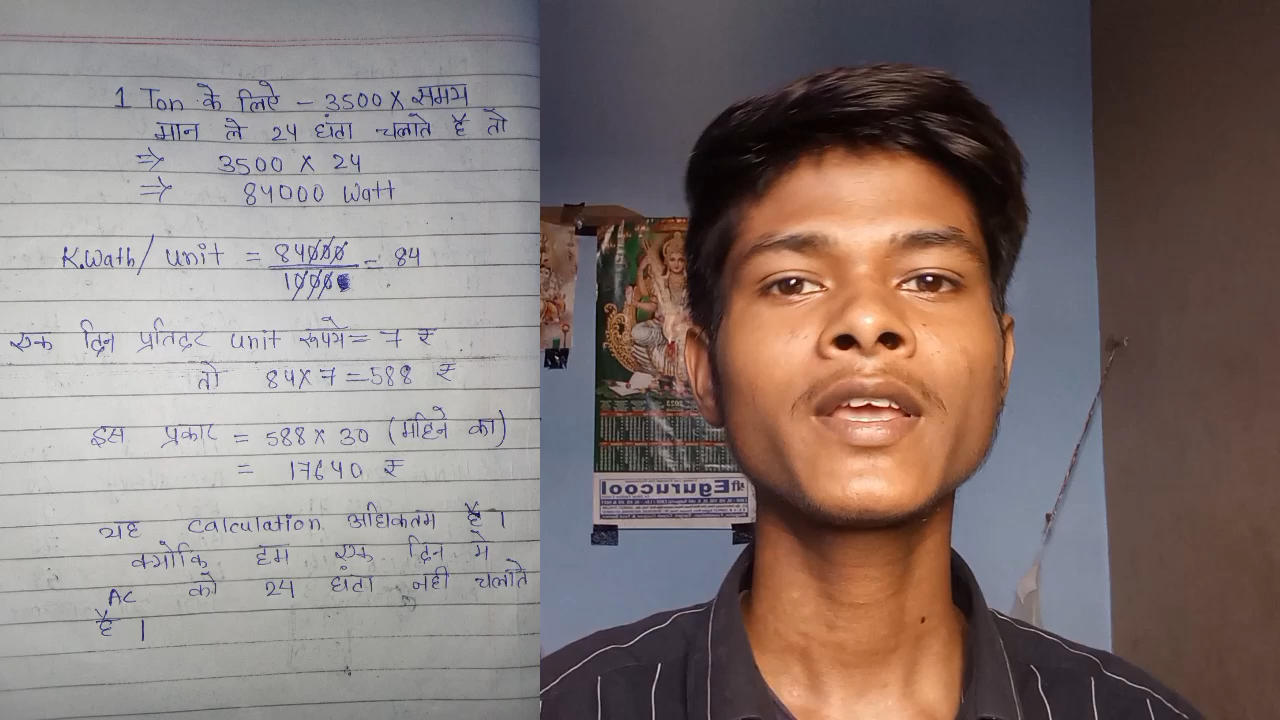 1 Ton के लिऐ - 3500 X समय
मान ले 24 घंता चलाते है तो
=> 3500 X 24
=> 84000 Watt
K.Wath/ unit = 84000/1000 = 84
एक दिन प्रतिदर unit रूपये = 7 ₹
तो 84X7 = 588 ₹
इस प्रकार = 588 X 30 (महिने का)
= 17640 ₹
यह Calculation अधिकतम है ।
क्योकि हम एक दिन मे
AC को 24 घंता नही चलाते
है ।
2023
श्री Egurucool